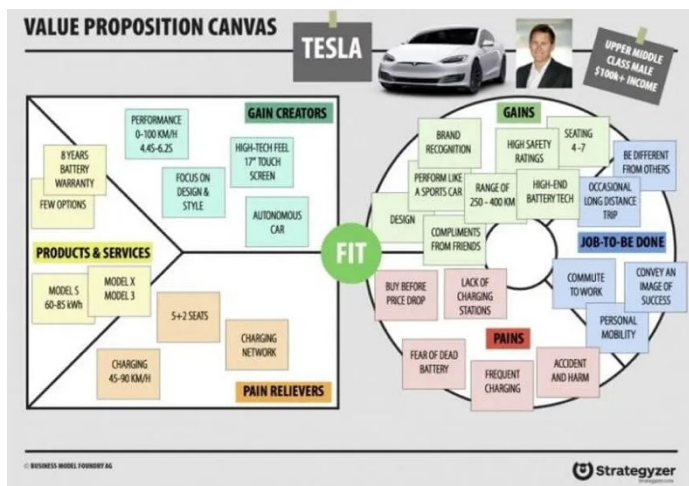 VALUE PROPOSITION CANVAS
TESLA
UPPER MIDDLE
CLASS MALE
$100k+ INCOME
GAIN CREATORS
PERFORMANCE
0-100 KM/H
4.4S-6.2S
HIGH-TECH FEEL
17" TOUCH
SCREEN
FOCUS ON
DESIGN &
STYLE
AUTONOMOUS
CAR
8 YEARS
BATTERY
WARRANTY
FEW OPTIONS
PRODUCTS & SERVICES
MODEL S
60-85 kWh
MODEL X
MODEL 3
5+2 SEATS
CHARGING
NETWORK
CHARGING
45-90 KM/H
PAIN RELIEVERS
FIT
GAINS
BRAND
RECOGNITION
HIGH SAFETY
RATINGS
SEATING
4 -7
PERFORM LIKE
A SPORTS CAR
RANGE OF
250 - 400 KM
HIGH-END
BATTERY TECH
DESIGN
COMPLIMENTS
FROM FRIENDS
BE DIFFERENT
FROM OTHERS
OCCASIONAL
LONG DISTANCE
TRIP
JOB-TO-BE DONE
COMMUTE
TO WORK
CONVEY AN
IMAGE OF
SUCCESS
PERSONAL
MOBILITY
BUY BEFORE
PRICE DROP
LACK OF
CHARGING
STATIONS
PAINS
FEAR OF DEAD
BATTERY
FREQUENT
CHARGING
ACCIDENT
AND HARM
© BUSINESS MODEL FOUNDRY AG
Strategyzer
strategyzer.com